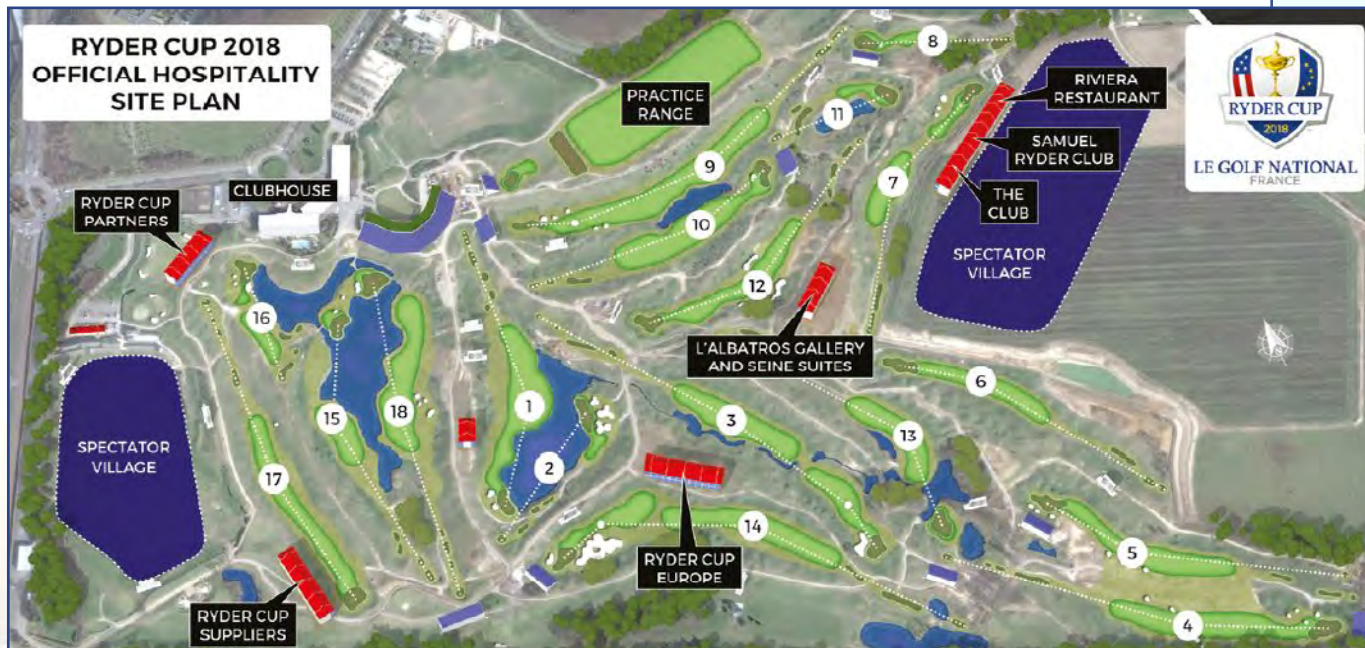 RYDER CUP 2018
OFFICIAL HOSPITALITY
SITE PLAN
PRACTICE
RANGE
8
RIVIERA
RESTAURANT
SAMUEL
RYDER CLUB
THE
CLUB
RYDER CUP
2018
LE GOLF NATIONAL
FRANCE
11
9
7
10
CLUBHOUSE
RYDER CUP
PARTNERS
SPECTATOR
VILLAGE
12
16
L'ALBATROS GALLERY
AND SEINE SUITES
6
1
15
18
3
13
SPECTATOR
VILLAGE
2
17
14
5
RYDER CUP
EUROPE
RYDER CUP
SUPPLIERS
4